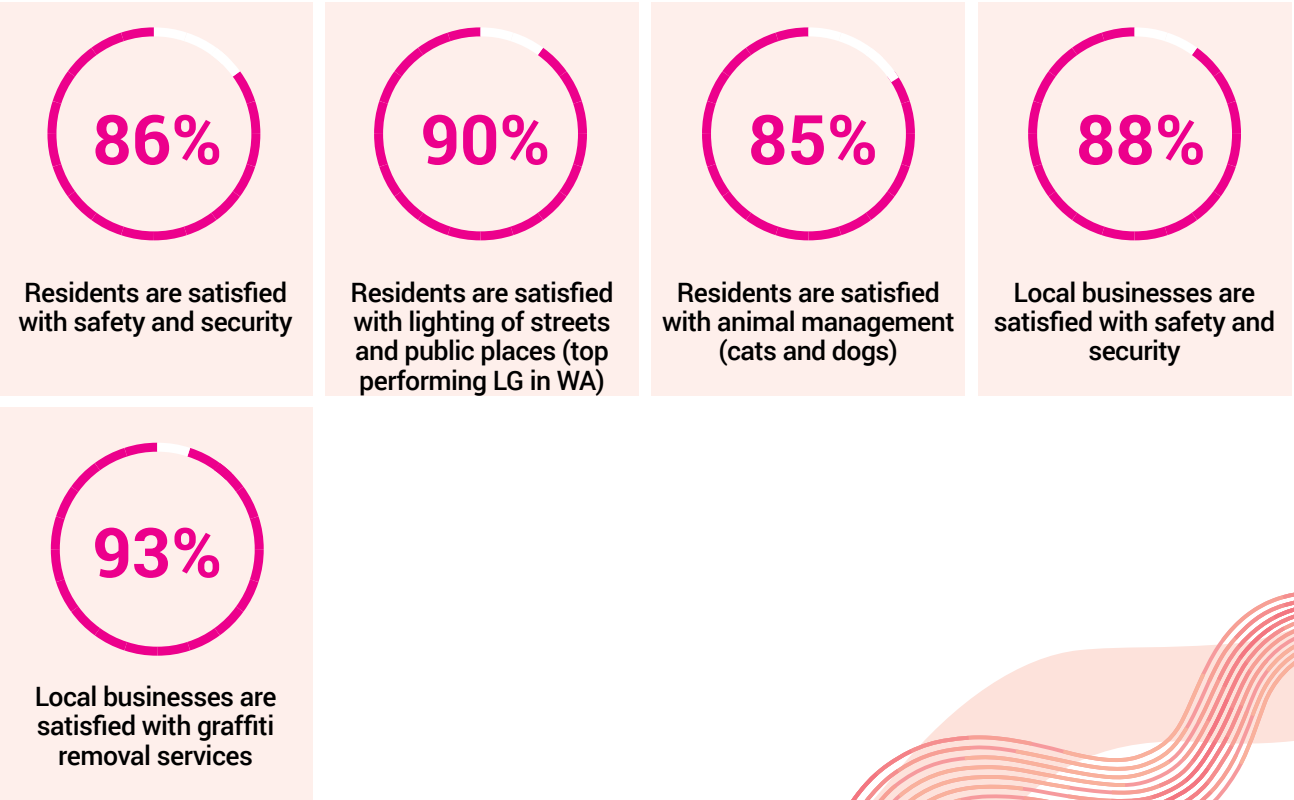 86%
Residents are satisfied
with safety and security
90%
Residents are satisfied
with lighting of streets
and public places (top
performing LG in WA)
85%
Residents are satisfied
with animal management
(cats and dogs)
88%
Local businesses are
satisfied with safety and
security
93%
Local businesses are
satisfied with graffiti
removal services